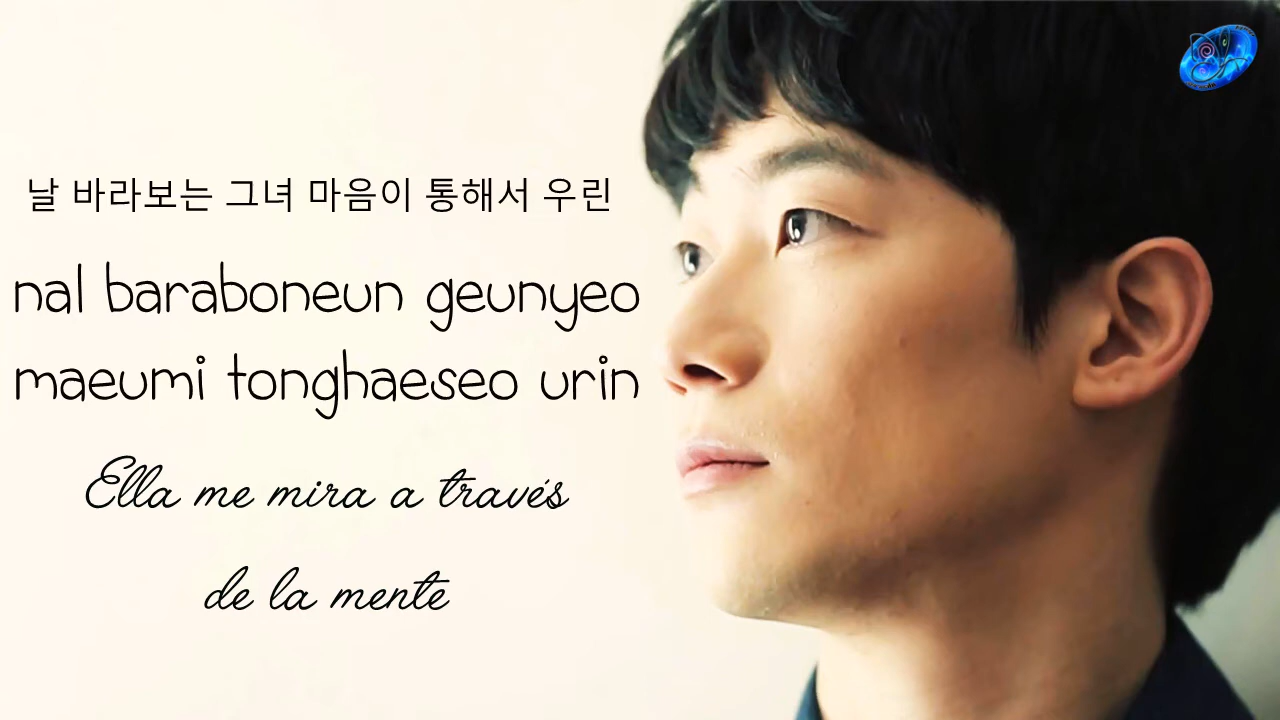 날 바라보는 그녀 마음이 통해서 우린
nal baraboneun geunyeo
maeumi tonghaeseo urin
Ella me mira a través
de la mente